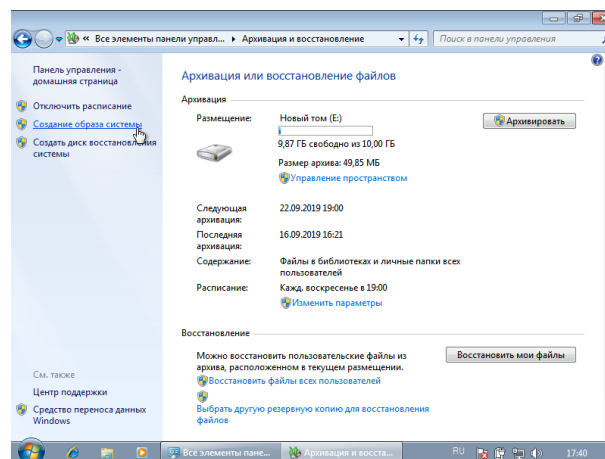 « Все элементы панели управл... ▸ Архивация и восстановление
Поиск в панели управления
Панель управления -
домашняя страница
Отключить расписание
Создание образа системы
Создать диск восстановления
системы
Архивация или восстановление файлов
Архивация
Размещение:
Новый том (E:)
Архивировать
9,87 ГБ свободно из 10,00 ГБ
Размер архива: 49,85 МБ
Управление пространством
Следующая
архивация:
22.09.2019 19:00
Последняя
архивация:
16.09.2019 16:21
Содержание:
Файлы в библиотеках и личные папки всех
пользователей
Расписание:
Кажд. воскресенье в 19:00
Изменить параметры
Восстановление
Можно восстановить пользовательские файлы из
архива, расположенном в текущем размещении.
Восстановить мои файлы
Восстановить файлы всех пользователей
Выбрать другую резервную копию для восстановления
файлов
См. также
Центр поддержки
Средство переноса данных
Windows
Все элементы пане...
Архивация и восста...
RU
17:40